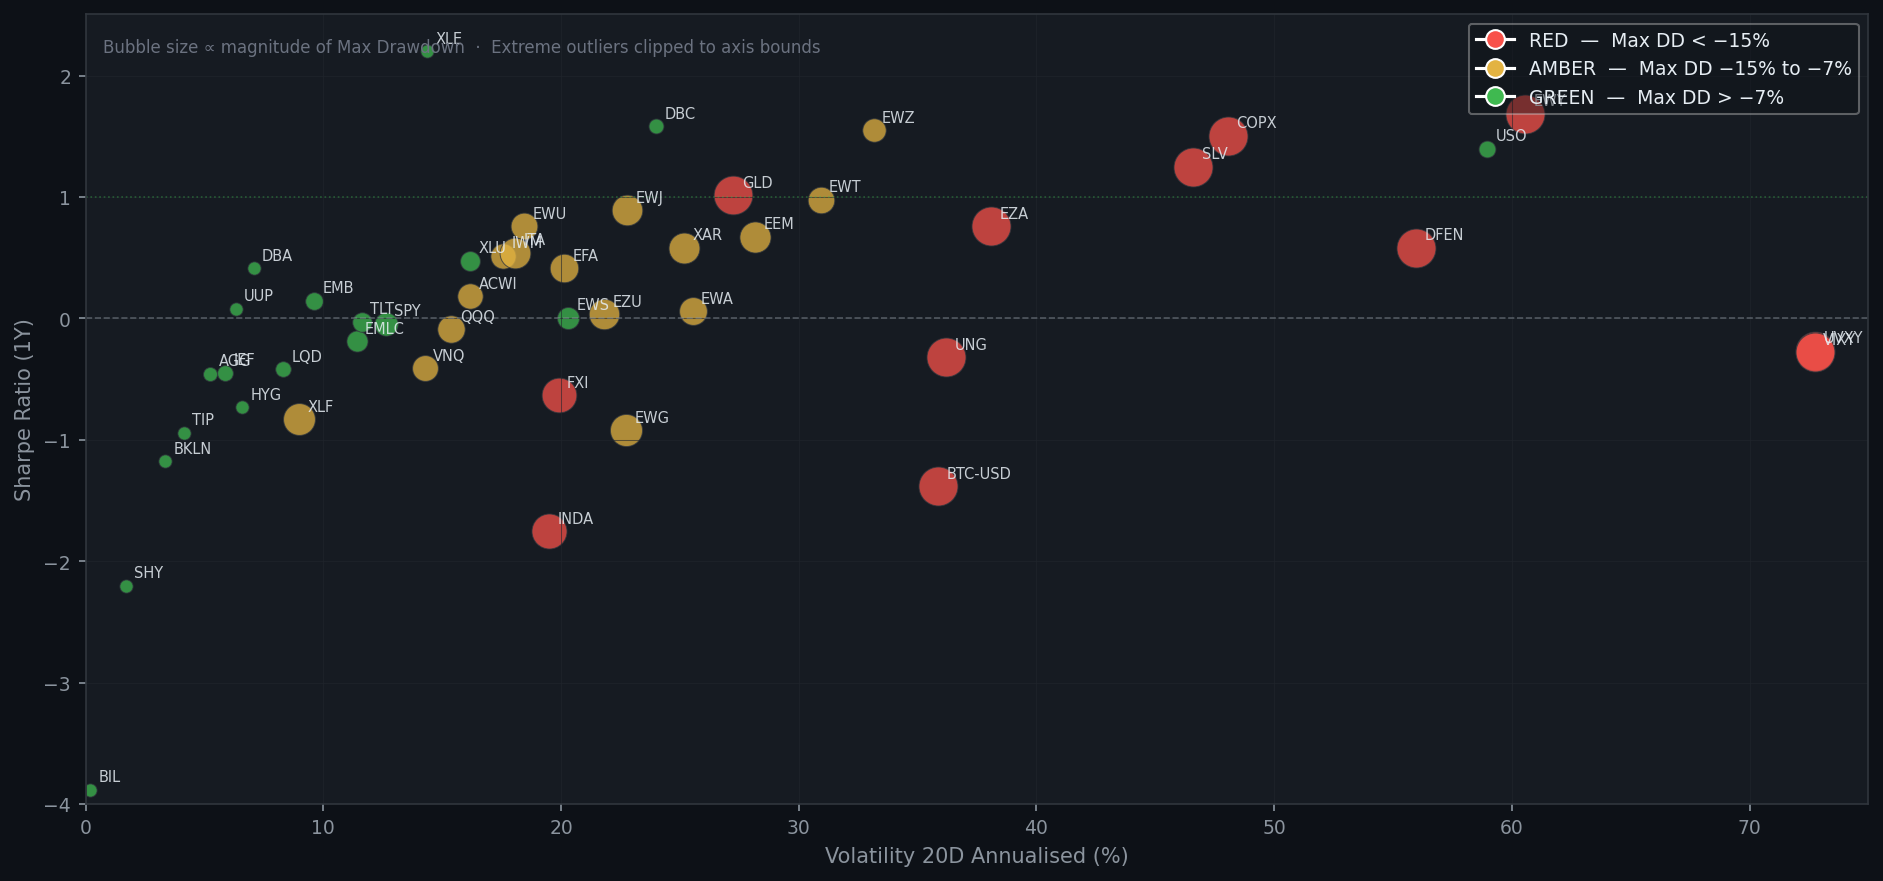 Bubble size ∝ magnitude of Max Drawdown · Extreme outliers clipped to axis bounds
RED — Max DD < −15%
AMBER — Max DD −15% to −7%
GREEN — Max DD > −7%
XLE
DBC
EWZ
COPX
SLV
USO
GLD
EWT
EWJ
EWU
EEM
EZA
XAR
DFEN
XLU
IWM
ITA
EFA
DBA
ACWI
UUP
EMB
TLT
SPY
EWS
EZU
EWA
QQQ
EMLC
UNG
VNQ
LQD
AGG
IEF
FXI
HYG
XLF
EWG
TIP
BKLN
BTC-USD
INDA
SHY
BIL
2
1
0
−1
−2
−3
−4
0
10
20
30
40
50
60
70
Sharpe Ratio (1Y)
Volatility 20D Annualised (%)